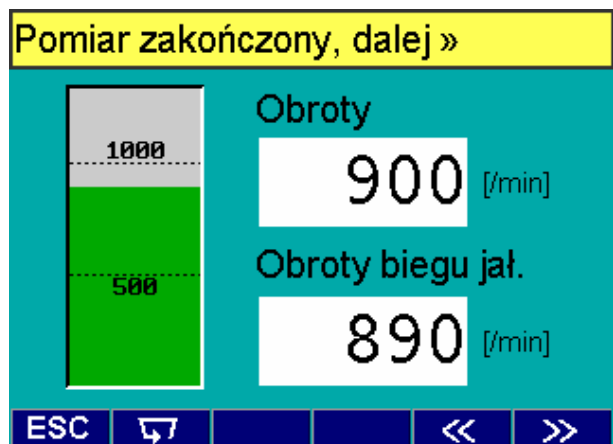 Pomiar zakończony, dalej »
Obroty
1000
900 [/min]
Obroty biegu jał.
500
890 [/min]
ESC << >>